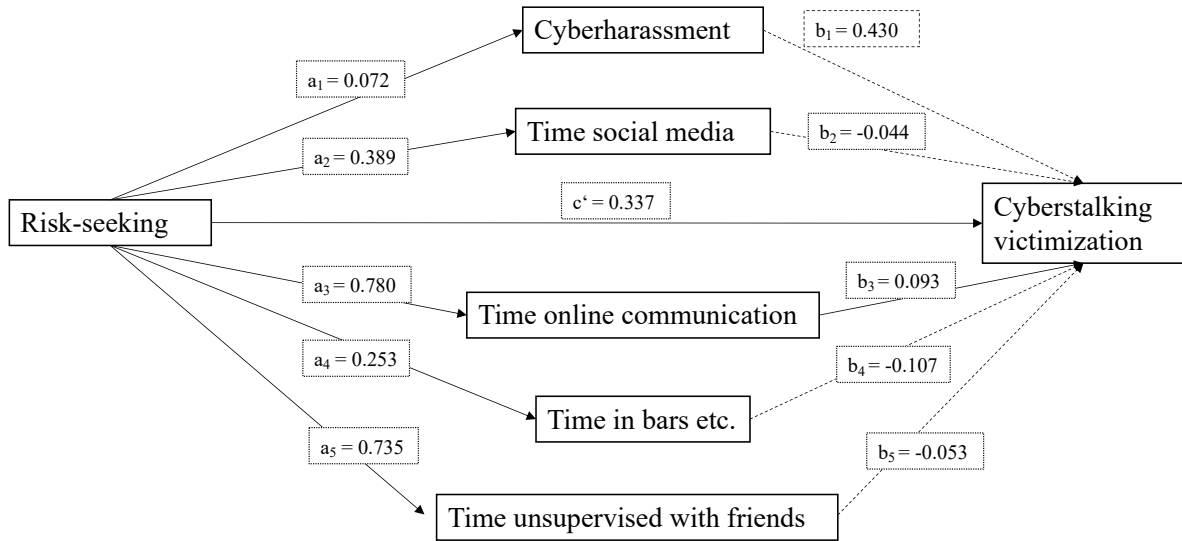 Cyberharassment
b₁ = 0.430
a₁ = 0.072
Time social media
b₂ = -0.044
a₂ = 0.389
c‘ = 0.337
Risk-seeking
Cyberstalking
victimization
a₃ = 0.780
b₃ = 0.093
Time online communication
a₄ = 0.253
b₄ = -0.107
Time in bars etc.
a₅ = 0.735
b₅ = -0.053
Time unsupervised with friends